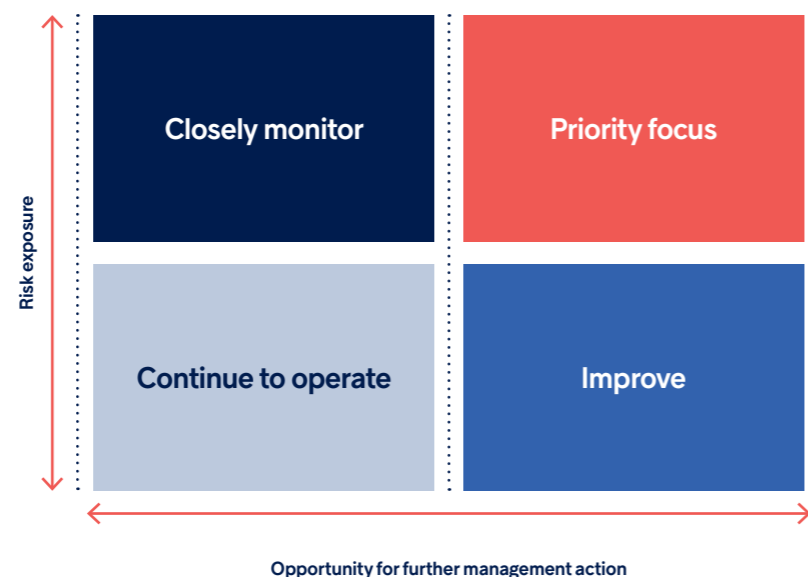 Closely monitor
Priority focus
Risk exposure
Continue to operate
Improve
Opportunity for further management action